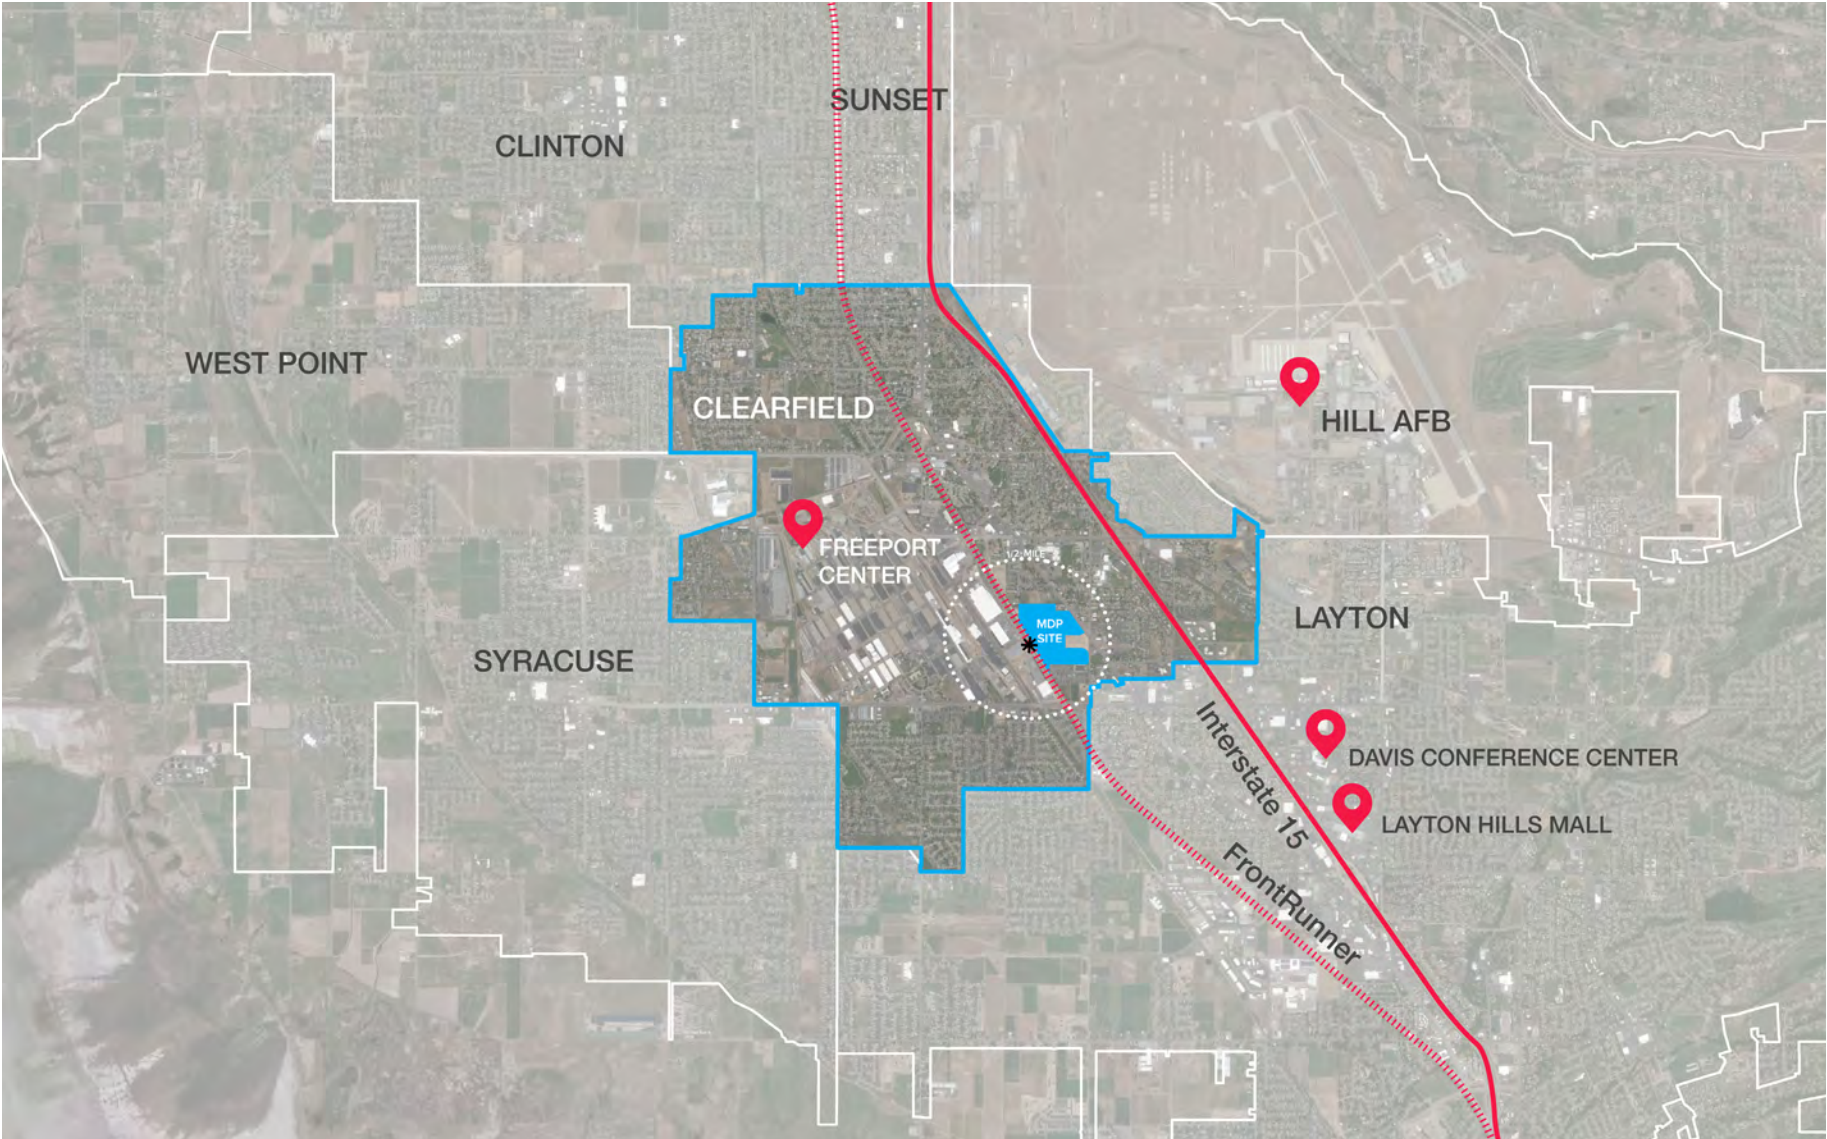 SUNSET
CLINTON
WEST POINT
CLEARFIELD
HILL AFB
FREEPORT
CENTER
1/2 MILE
MDP
SITE
LAYTON
SYRACUSE
Interstate 15
DAVIS CONFERENCE CENTER
LAYTON HILLS MALL
FrontRunner